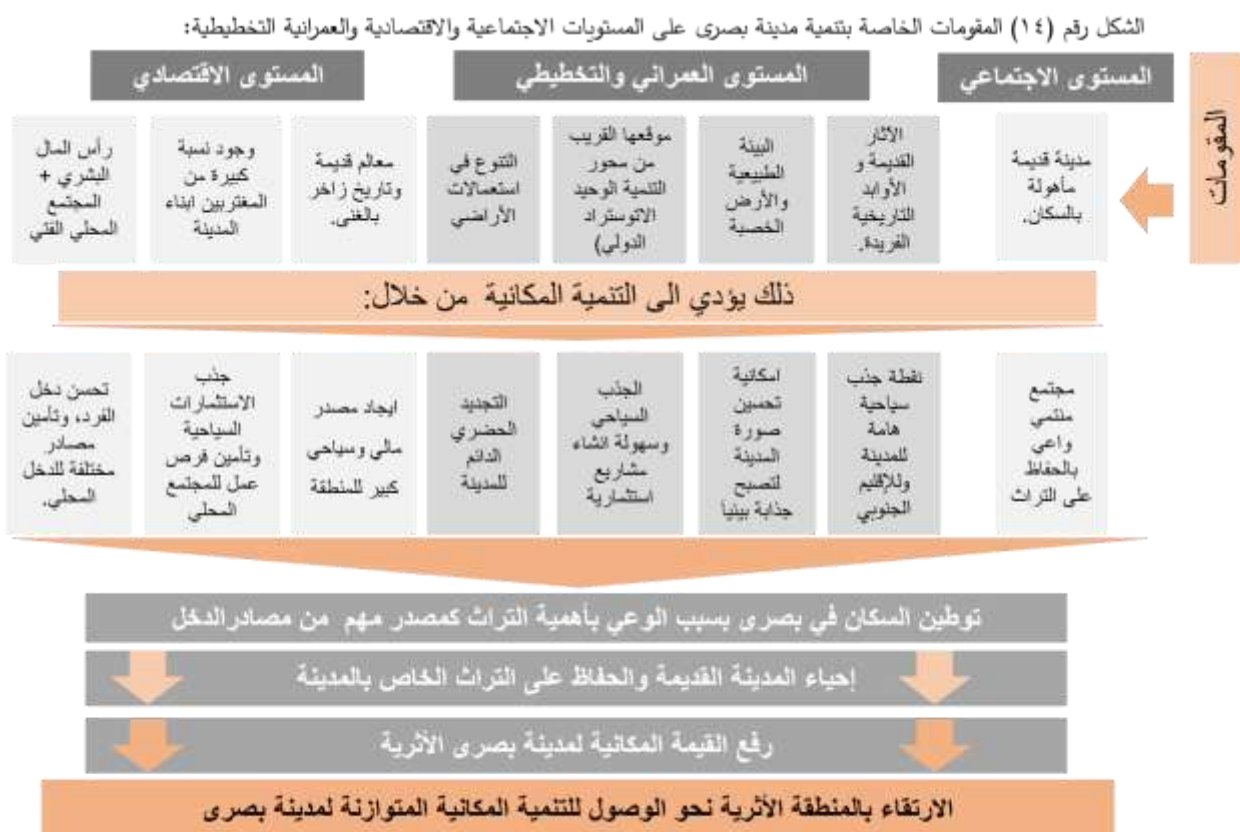 الشكل رقم (١٤) المقومات الخاصة بتنمية مدينة بصرى على المستويات الاجتماعية والاقتصادية والعمرانية التخطيطية:
المقومات
المستوى الاجتماعي
المستوى العمراني والتخطيطي
المستوى الاقتصادي
مدينة قديمة
مأهولة
بالسكان.
الآثار
القديمة و
الأوابد
التاريخية
الفريدة.
البيئة
الطبيعية
والأرض
الخصبة
موقعها القريب
من محور
التنمية الوحيد
الاتوستراد
الدولي)
التنوع في
استعمالات
الأراضي
معالم قديمة
وتاريخ زاخر
بالغنى.
وجود نسبة
كبيرة من
المغتربين ابناء
المدينة
رأس المال
البشري +
المجتمع
المحلي الفتي
ذلك يؤدي الى التنمية المكانية من خلال:
مجتمع
منتمي
واعي
بالحفاظ
على التراث
نقطة جذب
سياحية
هامة
للمدينة
وللإقليم
الجنوبي
امكانية
تحسين
صورة
المدينة
لتصبح
جذابة بيئياً
الجذب
السياحي
وسهولة انشاء
مشاريع
استثمارية
التجديد
الحضري
الدائم
للمدينة
ايجاد مصدر
مالي وسياحي
كبير للمنطقة
جذب
الاستثمارات
السياحية
وتأمين فرص
عمل للمجتمع
المحلي
تحسن دخل
الفرد، وتأمين
مصادر
مختلفة للدخل
المحلي.
توطين السكان في بصرى بسبب الوعي بأهمية التراث كمصدر مهم من مصادرالدخل
إحياء المدينة القديمة والحفاظ على التراث الخاص بالمدينة
رفع القيمة المكانية لمدينة بصرى الأثرية
الارتقاء بالمنطقة الأثرية نحو الوصول للتنمية المكانية المتوازنة لمدينة بصرى